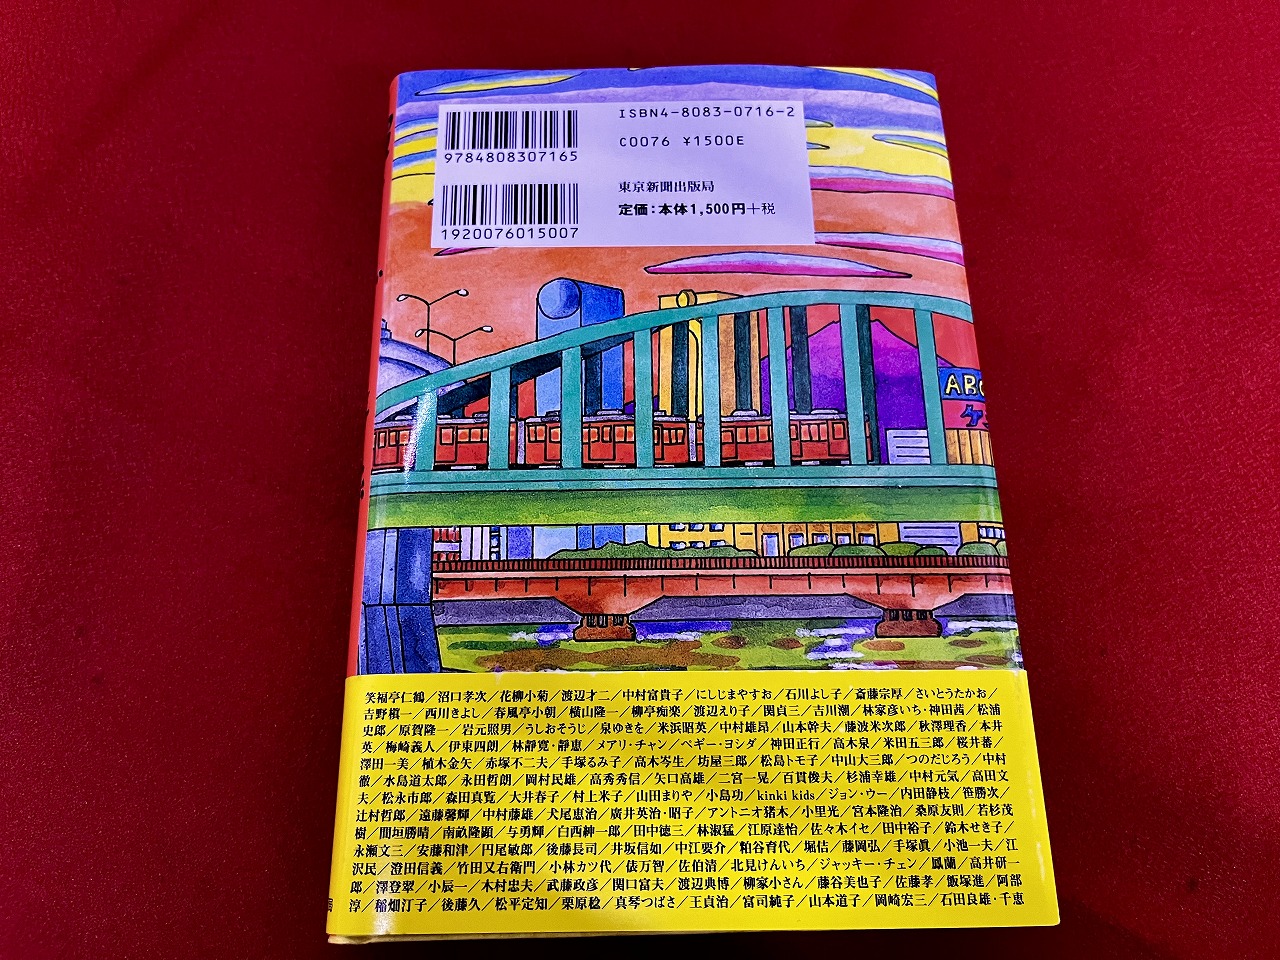 ISBN4-8083-0716-2
C0076 ¥1500E
9784808307165
東京新聞出版局
定価：本体1,500円＋税
1920076015007
ABC
ケ
笑福亭仁鶴／沼口孝次／花柳小菊／渡辺才二／中村富貴子／にしじまやすお／石川よし子／斎藤宗厚／さいとうたかお／
吉野槇一／西川きよし／春風亭小朝／横山隆一／柳亭痴楽／渡辺えり子／関貞三／吉川潮／林家彦いち・神田茜／松浦
史郎／原賀隆一／岩元照男／うしおそうじ／泉ゆきを／米浜昭英／中村雄昂／山本幹夫／藤波米次郎／秋澤理香／本井
英／梅崎義人／伊東四朗／林静寛・静恵／メアリ・チャン／ペギー・ヨシダ／神田正行／高木泉／米田五三郎／桜井蕃／
澤田一美／植木金矢／赤塚不二夫／手塚るみ子／高木岑生／坊屋三郎／松島トモ子／中山大三郎／つのだじろう／中村
徹／水島道太郎／永田哲朗／岡村民雄／高秀秀信／矢口高雄／二宮一晃／百貫俊夫／杉浦幸雄／中村元気／高田文
夫／松永市郎／森田真覧／大井春子／村上米子／山田まりや／小島功／kinki kids／ジョン・ウー／内田静枝／笹勝次／
辻村哲郎／遠藤馨輝／中村藤雄／犬尾恵治／廣井英治・昭子／アントニオ猪木／小里光／宮本隆治／桑原友則／若杉茂
樹／間垣勝晴／南畝隆顕／与勇輝／白西紳一郎／田中徳三／林淑猛／江原達怡／佐々木イセ／田中裕子／鈴木せき子／
永瀬文三／安藤和津／円尾敏郎／後藤長司／井坂信如／中江要介／粕谷育代／堀佶／藤岡弘／手塚眞／小池一夫／江
沢民／澄田信義／竹田又右衛門／小林カツ代／俵万智／佐伯清／北見けんいち／ジャッキー・チェン／鳳蘭／高井研一
郎／澤登翠／小辰一／木村忠夫／武藤政彦／関口富夫／渡辺典博／柳家小さん／藤谷美也子／佐藤孝／飯塚進／阿部
淳／稲畑汀子／後藤久／松平定知／栗原稔／真琴つばさ／王貞治／富司純子／山本道子／岡崎宏三／石田良雄・千恵